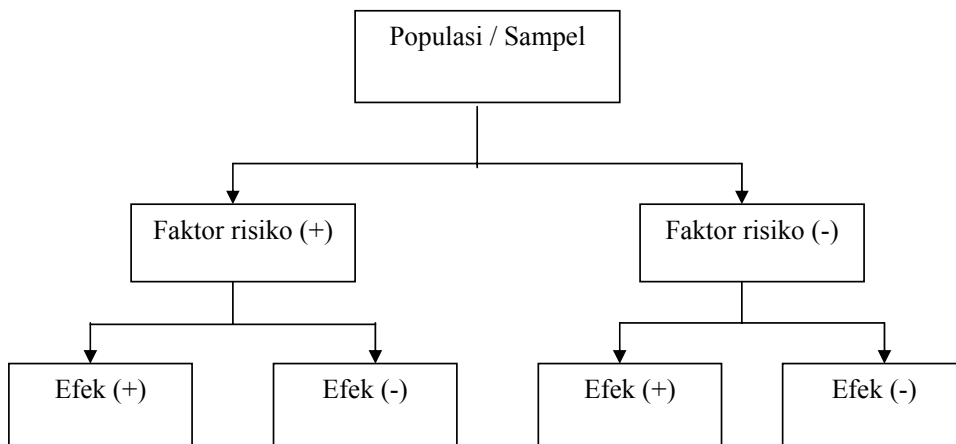 Populasi / Sampel
Faktor risiko (+)
Faktor risiko (-)
Efek (+)
Efek (-)
Efek (+)
Efek (-)